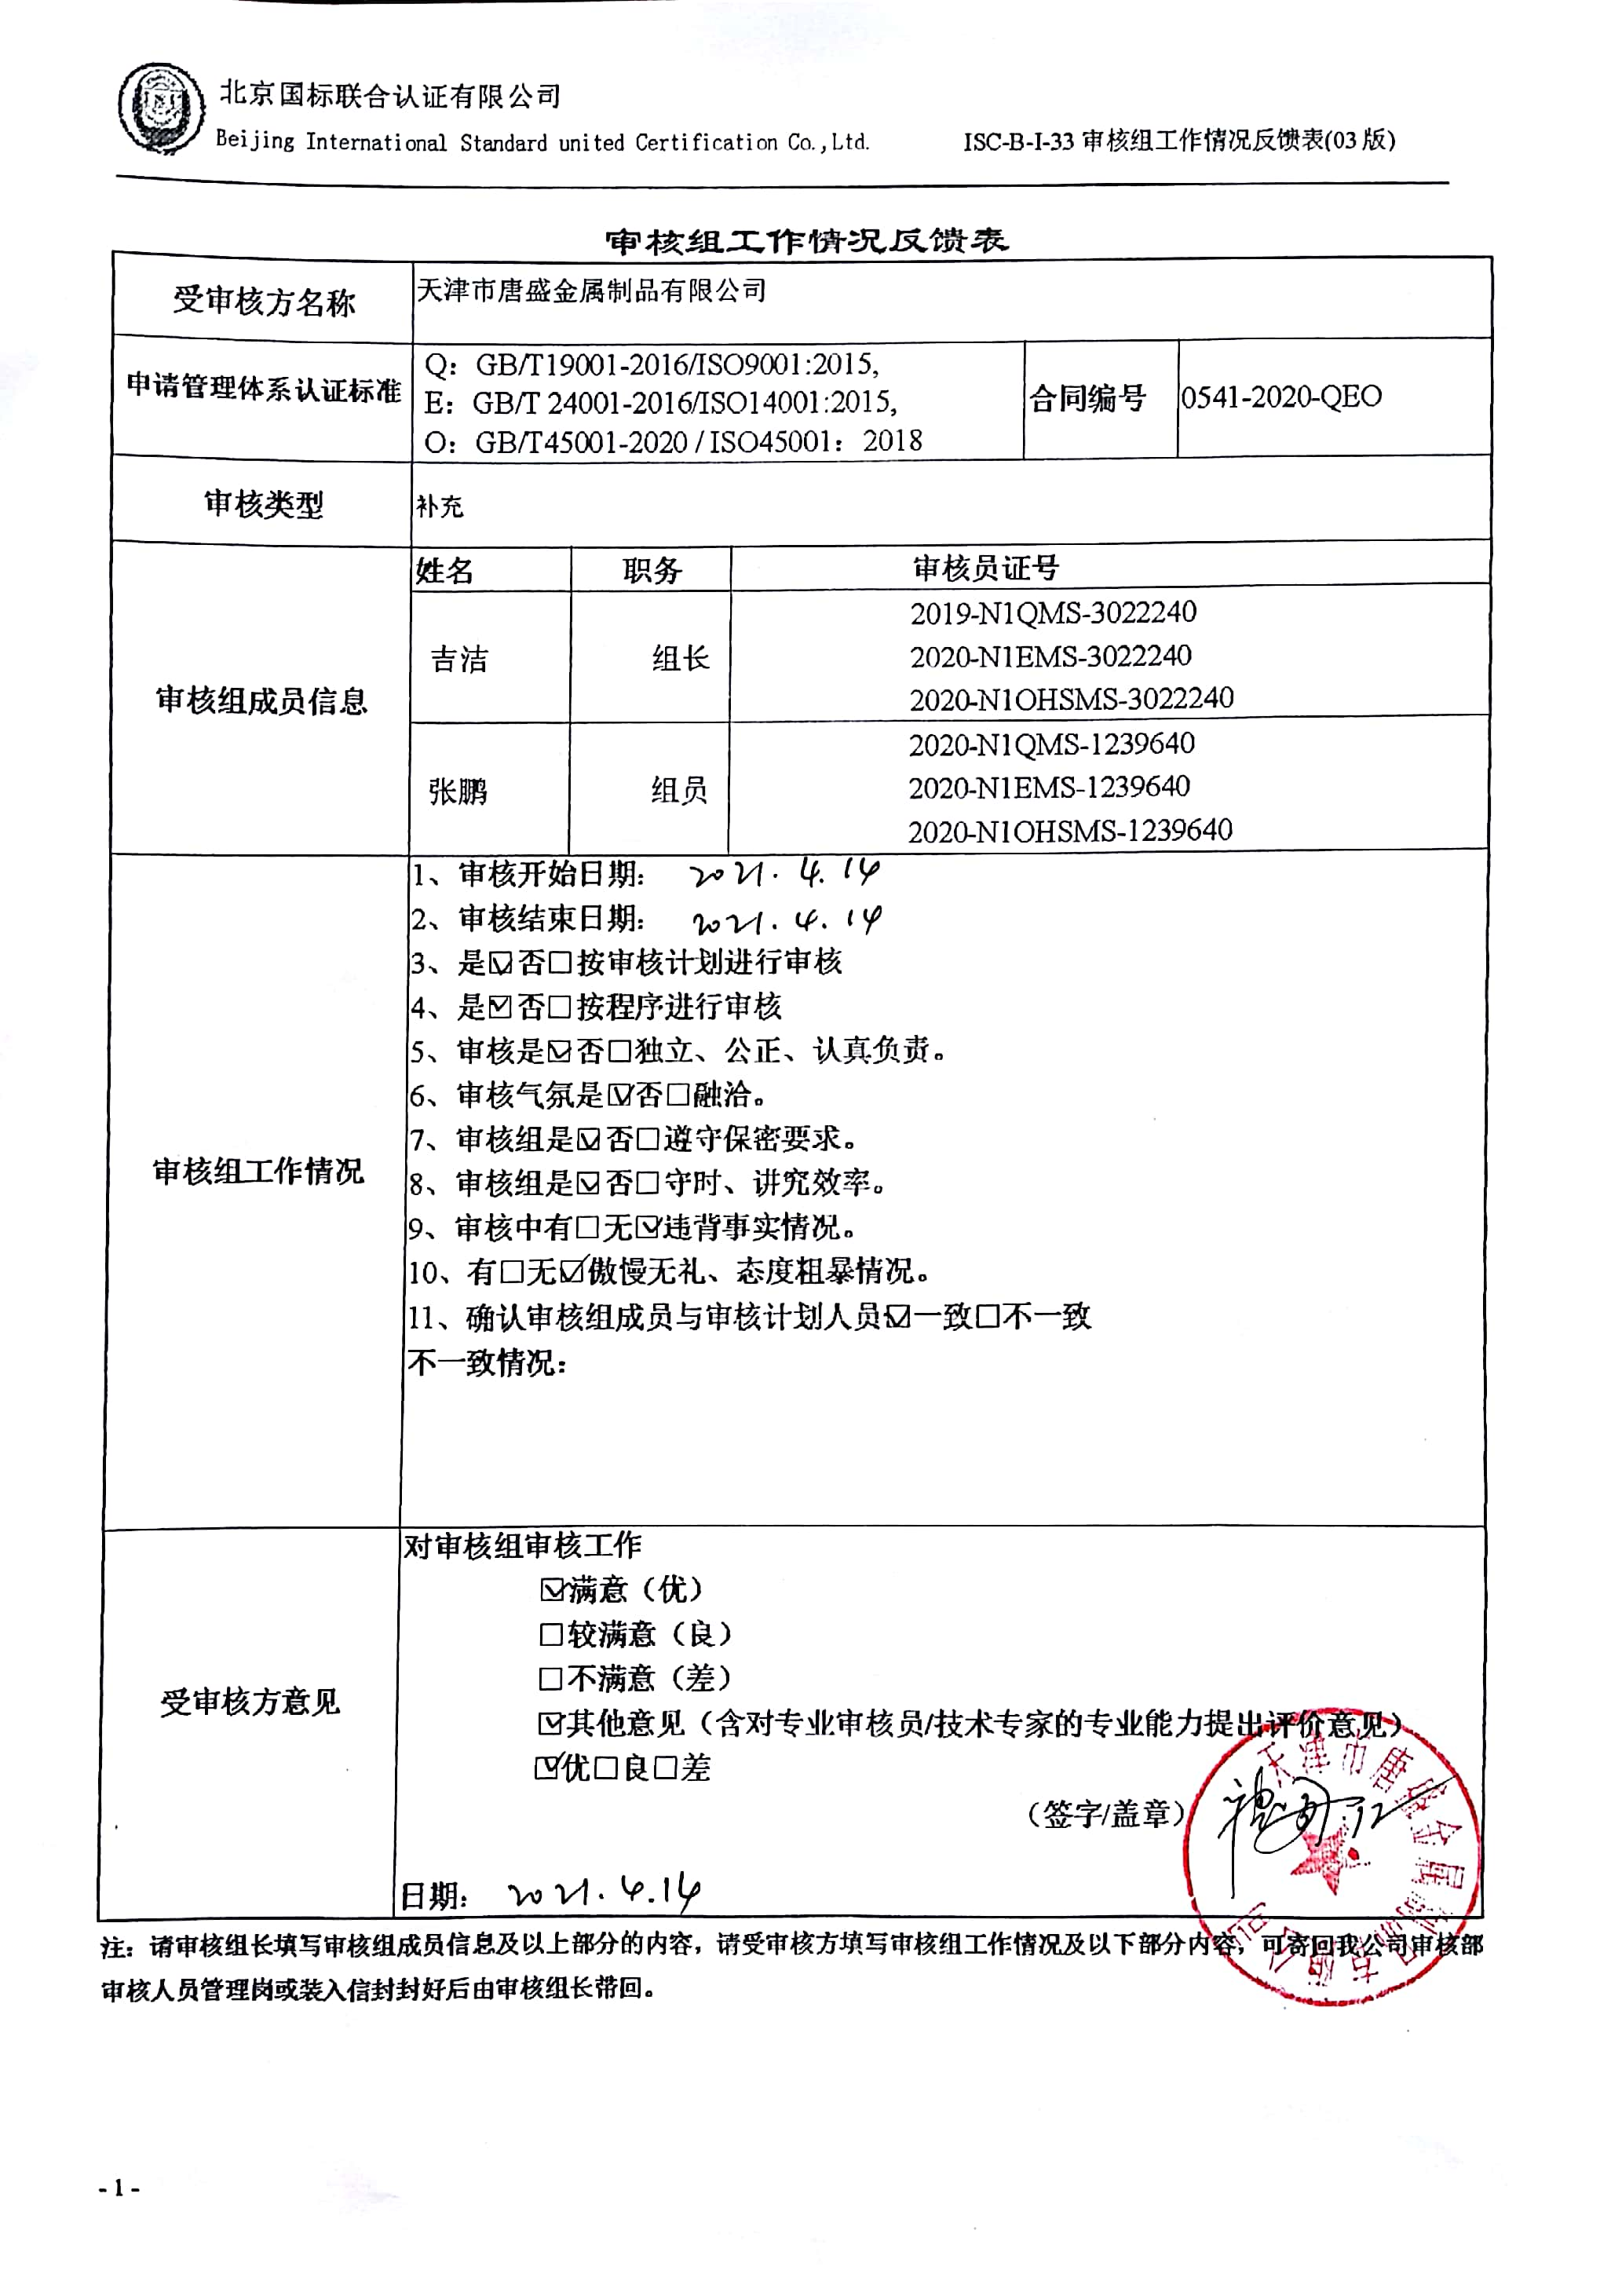 北京国标联合认证有限公司
Beijing International Standard united Certification Co.,Ltd.
ISC-B-I-33 审核组工作情况反馈表(03 版)
审核组工作情况反馈表
受审核方名称
天津市唐盛金属制品有限公司
申请管理体系认证标准
Q: GB/T19001-2016/ISO9001:2015,
E: GB/T 24001-2016/ISO14001:2015,
O: GB/T45001-2020 / ISO45001: 2018
合同编号
0541-2020-QEO
审核类型
补充
审核组成员信息
姓名 职务 审核员证号
吉洁 组长
2019-N1QMS-3022240
2020-N1EMS-3022240
2020-N1OHSMS-3022240
张鹏 组员
2020-N1QMS-1239640
2020-N1EMS-1239640
2020-N1OHSMS-1239640
审核组工作情况
1、审核开始日期: 2021.4.14
2、审核结束日期: 2021.4.14
3、是☑否□按审核计划进行审核
4、是☑否□按程序进行审核
5、审核是☑否□独立、公正、认真负责。
6、审核气氛是☑否□融洽。
7、审核组是☑否□遵守保密要求。
8、审核组是☑否□守时、讲究效率。
9、审核中有□无☑违背事实情况。
10、有□无☑傲慢无礼、态度粗暴情况。
11、确认审核组成员与审核计划人员☑一致□不一致
不一致情况:
受审核方意见
对审核组审核工作
☑满意（优）
□较满意（良）
□不满意（差）
☑其他意见（含对专业审核员/技术专家的专业能力提出评价意见）
☑优□良□差
（签字/盖章）
天津市唐盛金属制品有限公司
日期: 2021.4.14
注: 请审核组长填写审核组成员信息及以上部分的内容，请受审核方填写审核组工作情况及以下部分内容，可寄回我公司审核部
审核人员管理岗或装入信封封好后由审核组长带回。
- 1 -